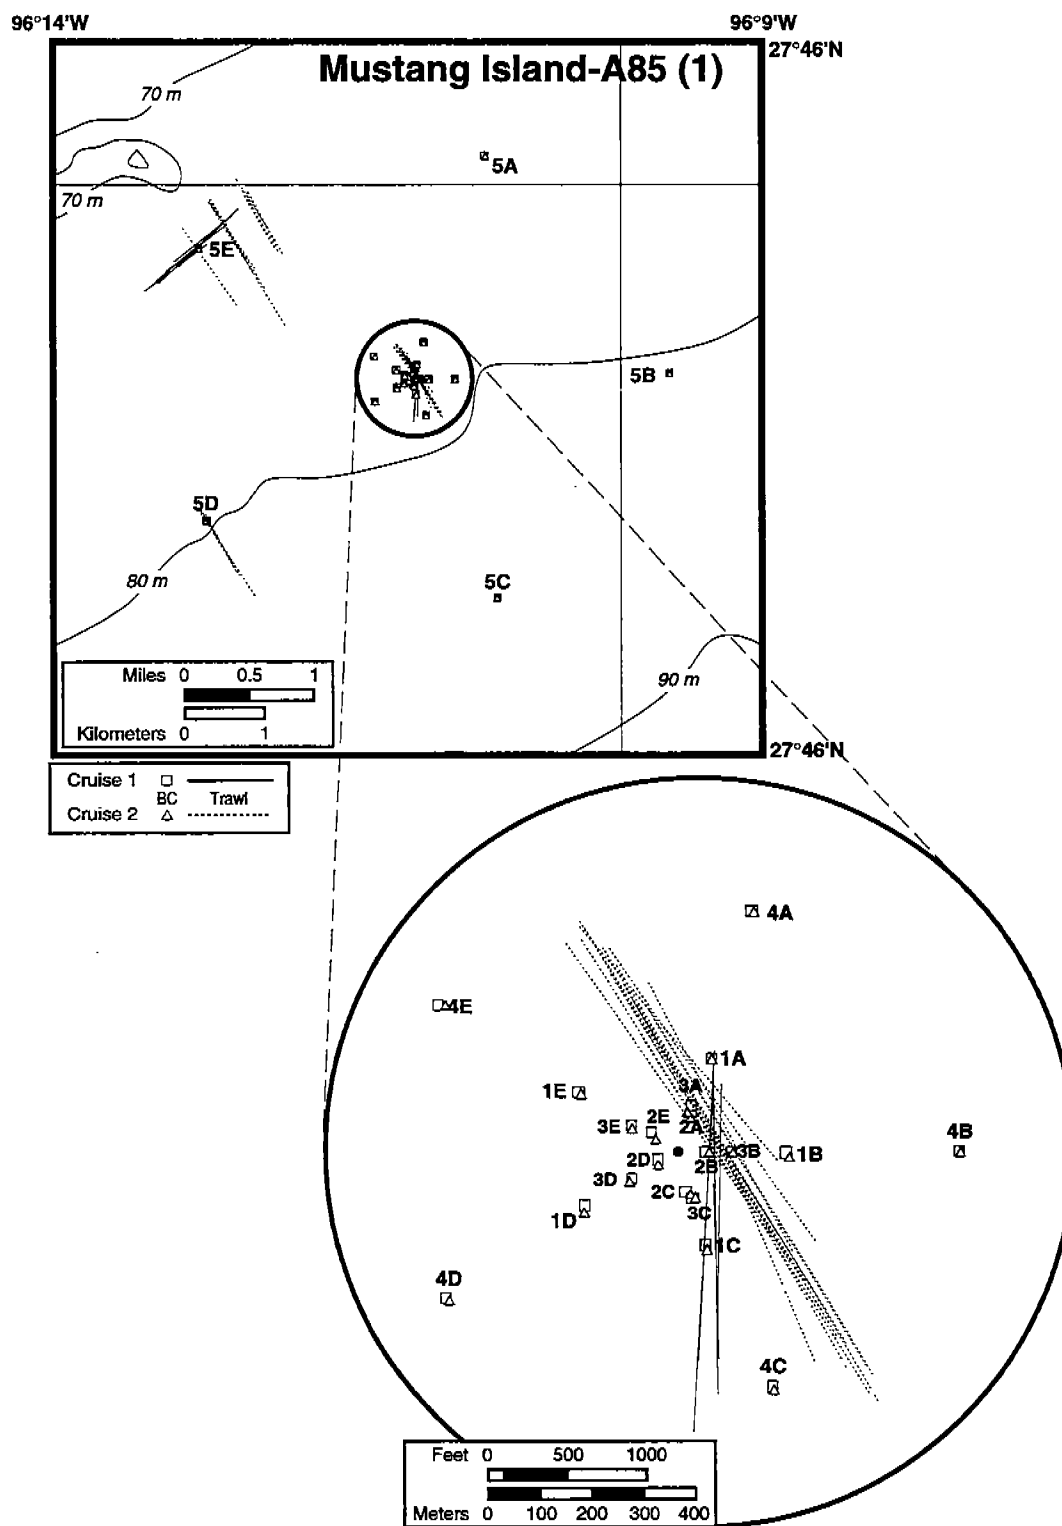 96°14'W
96°9'W
27°46'N
Mustang Island-A85 (1)
70 m
5A
70 m
5E
5B
5D
80 m
5C
90 m
Miles 0 0.5 1
Kilometers 0 1
27°46'N
Cruise 1
BC Trawl
Cruise 2
4A
4E
1A
1E
3A
3E
2E
2A
4B
2D
2B
3B
1B
3D
2C
3C
1D
1C
4D
4C
Feet 0 500 1000
Meters 0 100 200 300 400